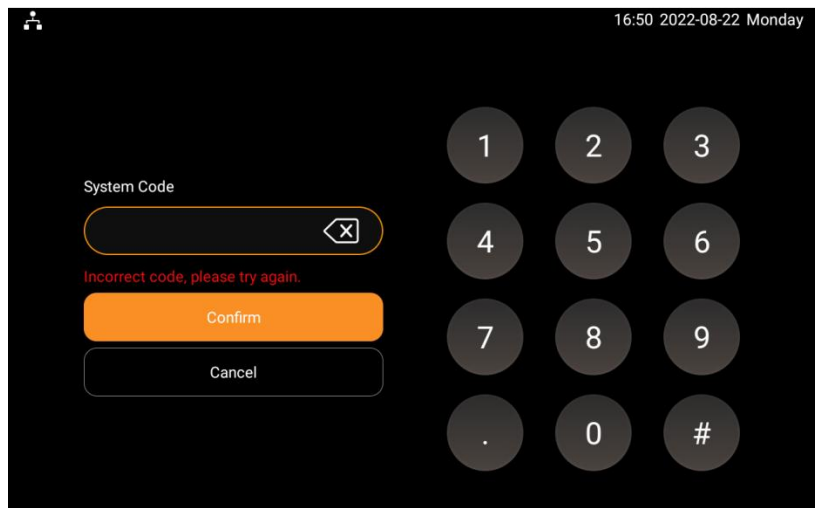 16:50 2022-08-22 Monday
System Code
Incorrect code, please try again.
Confirm
Cancel
1 2 3
4 5 6
7 8 9
. 0 #